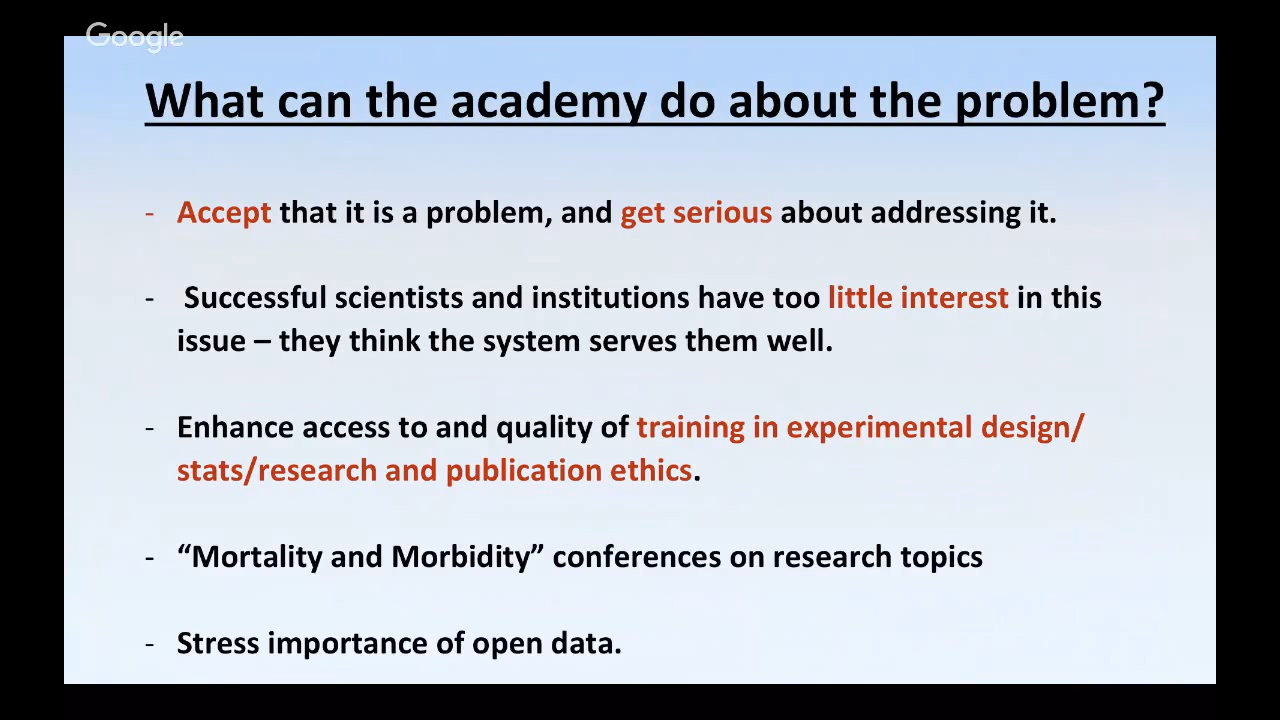 Google
What can the academy do about the problem?
- Accept that it is a problem, and get serious about addressing it.
- Successful scientists and institutions have too little interest in this
issue – they think the system serves them well.
- Enhance access to and quality of training in experimental design/
stats/research and publication ethics.
- “Mortality and Morbidity” conferences on research topics
- Stress importance of open data.